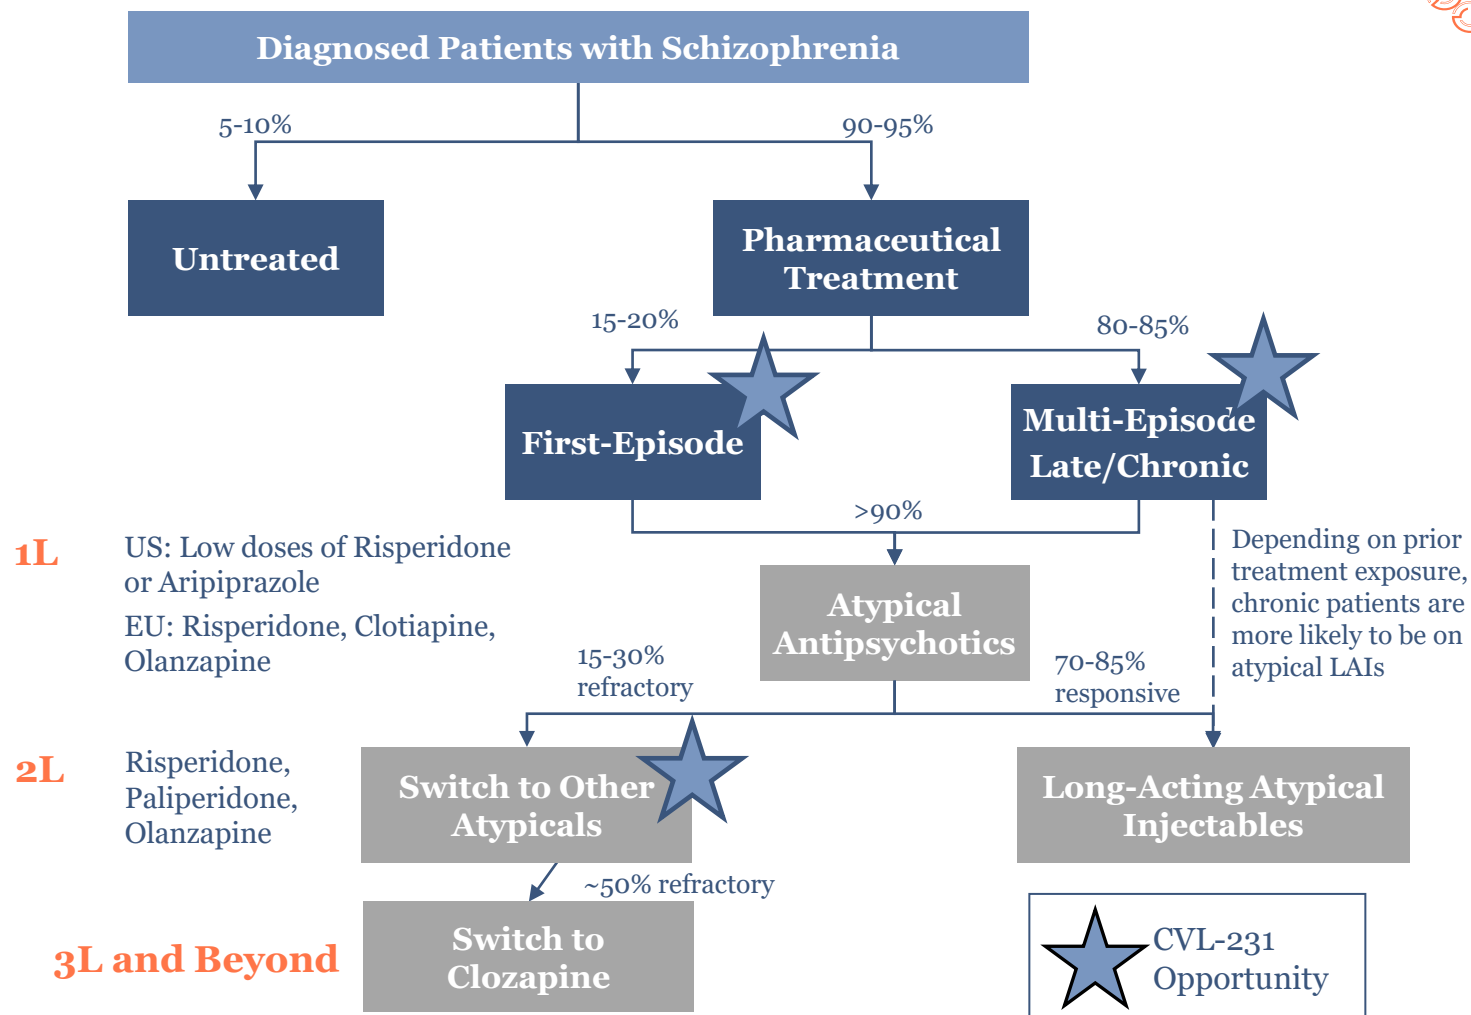 Diagnosed Patients with Schizophrenia
5-10%
90-95%
Untreated
Pharmaceutical
Treatment
15-20%
80-85%
First-Episode
Multi-Episode
Late/Chronic
>90%
1L
US: Low doses of Risperidone
or Aripiprazole
EU: Risperidone, Clotiapine,
Olanzapine
Atypical
Antipsychotics
Depending on prior
treatment exposure,
chronic patients are
more likely to be on
atypical LAIs
15-30%
refractory
70-85%
responsive
2L
Risperidone,
Paliperidone,
Olanzapine
Switch to Other
Atypicals
Long-Acting Atypical
Injectables
~50% refractory
3L and Beyond
Switch to
Clozapine
CVL-231
Opportunity